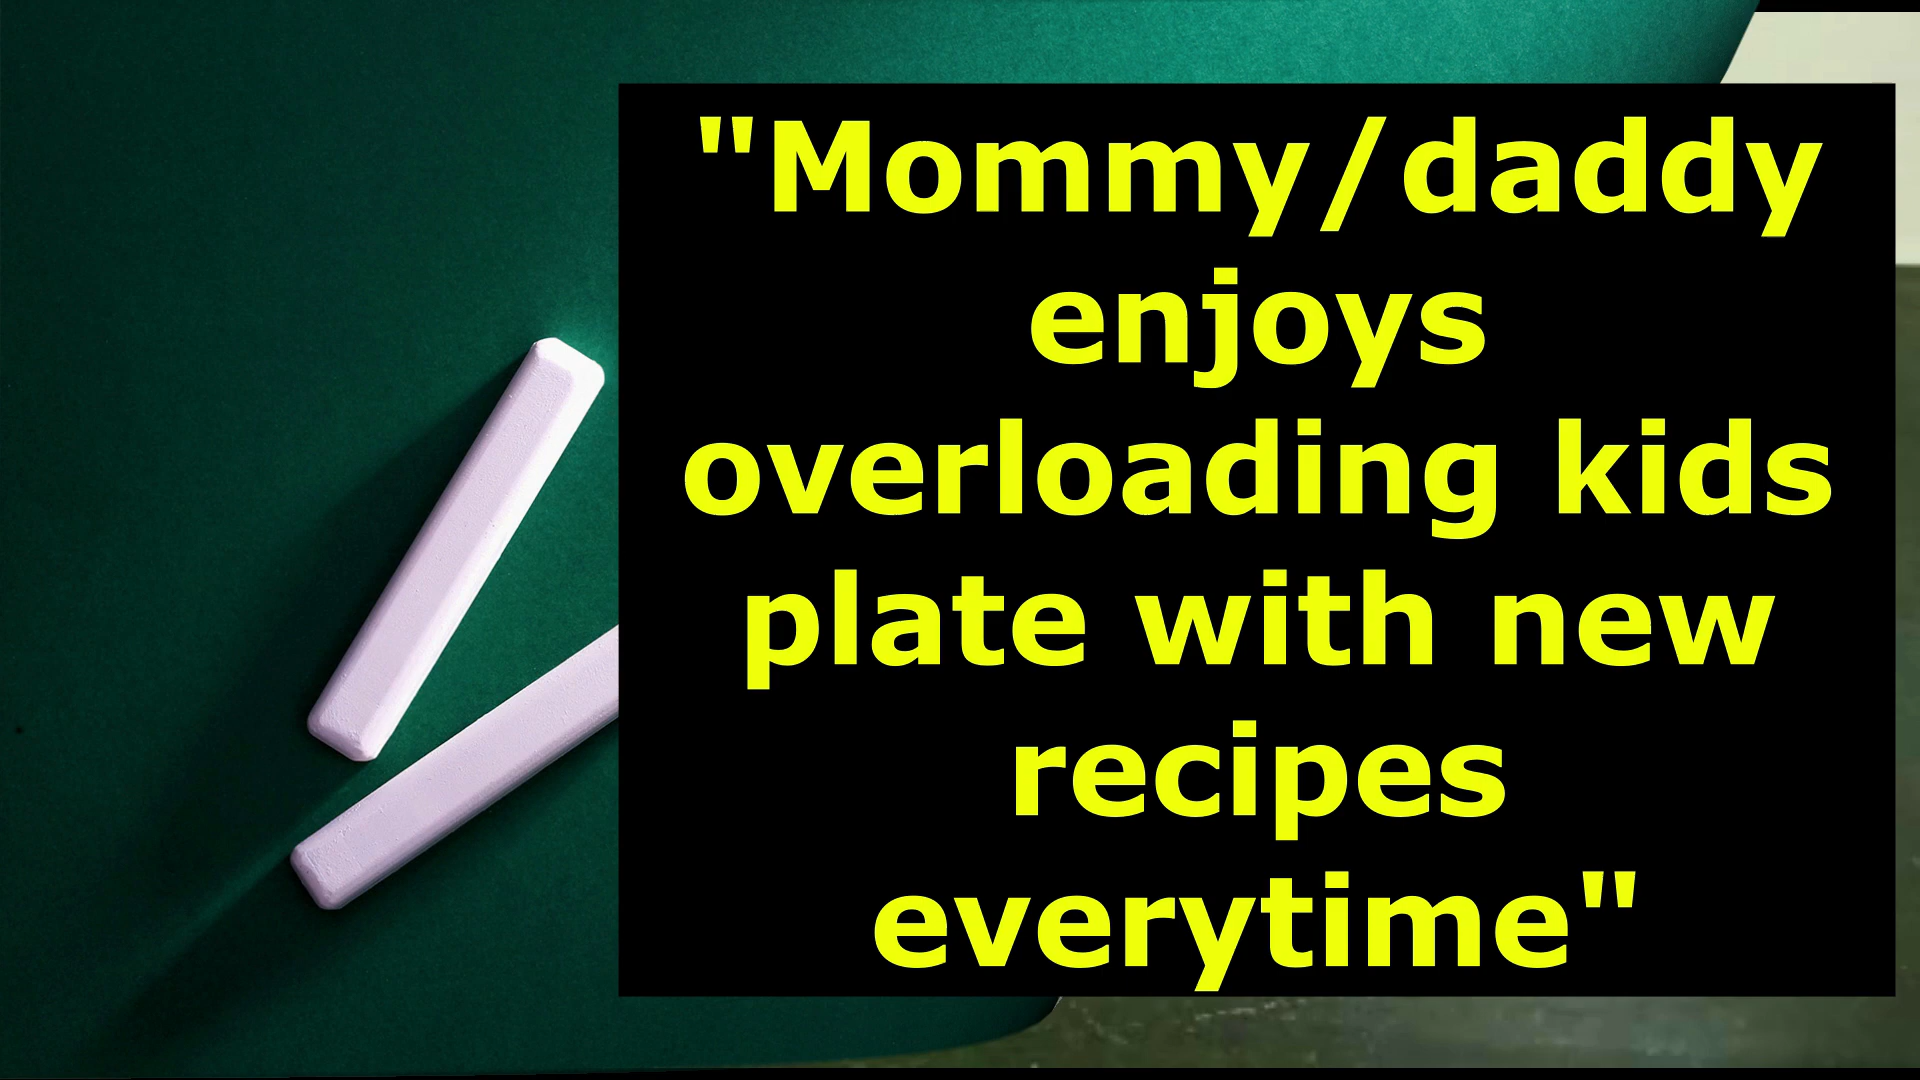 "Mommy/daddy
enjoys
overloading kids
plate with new
recipes
everytime"